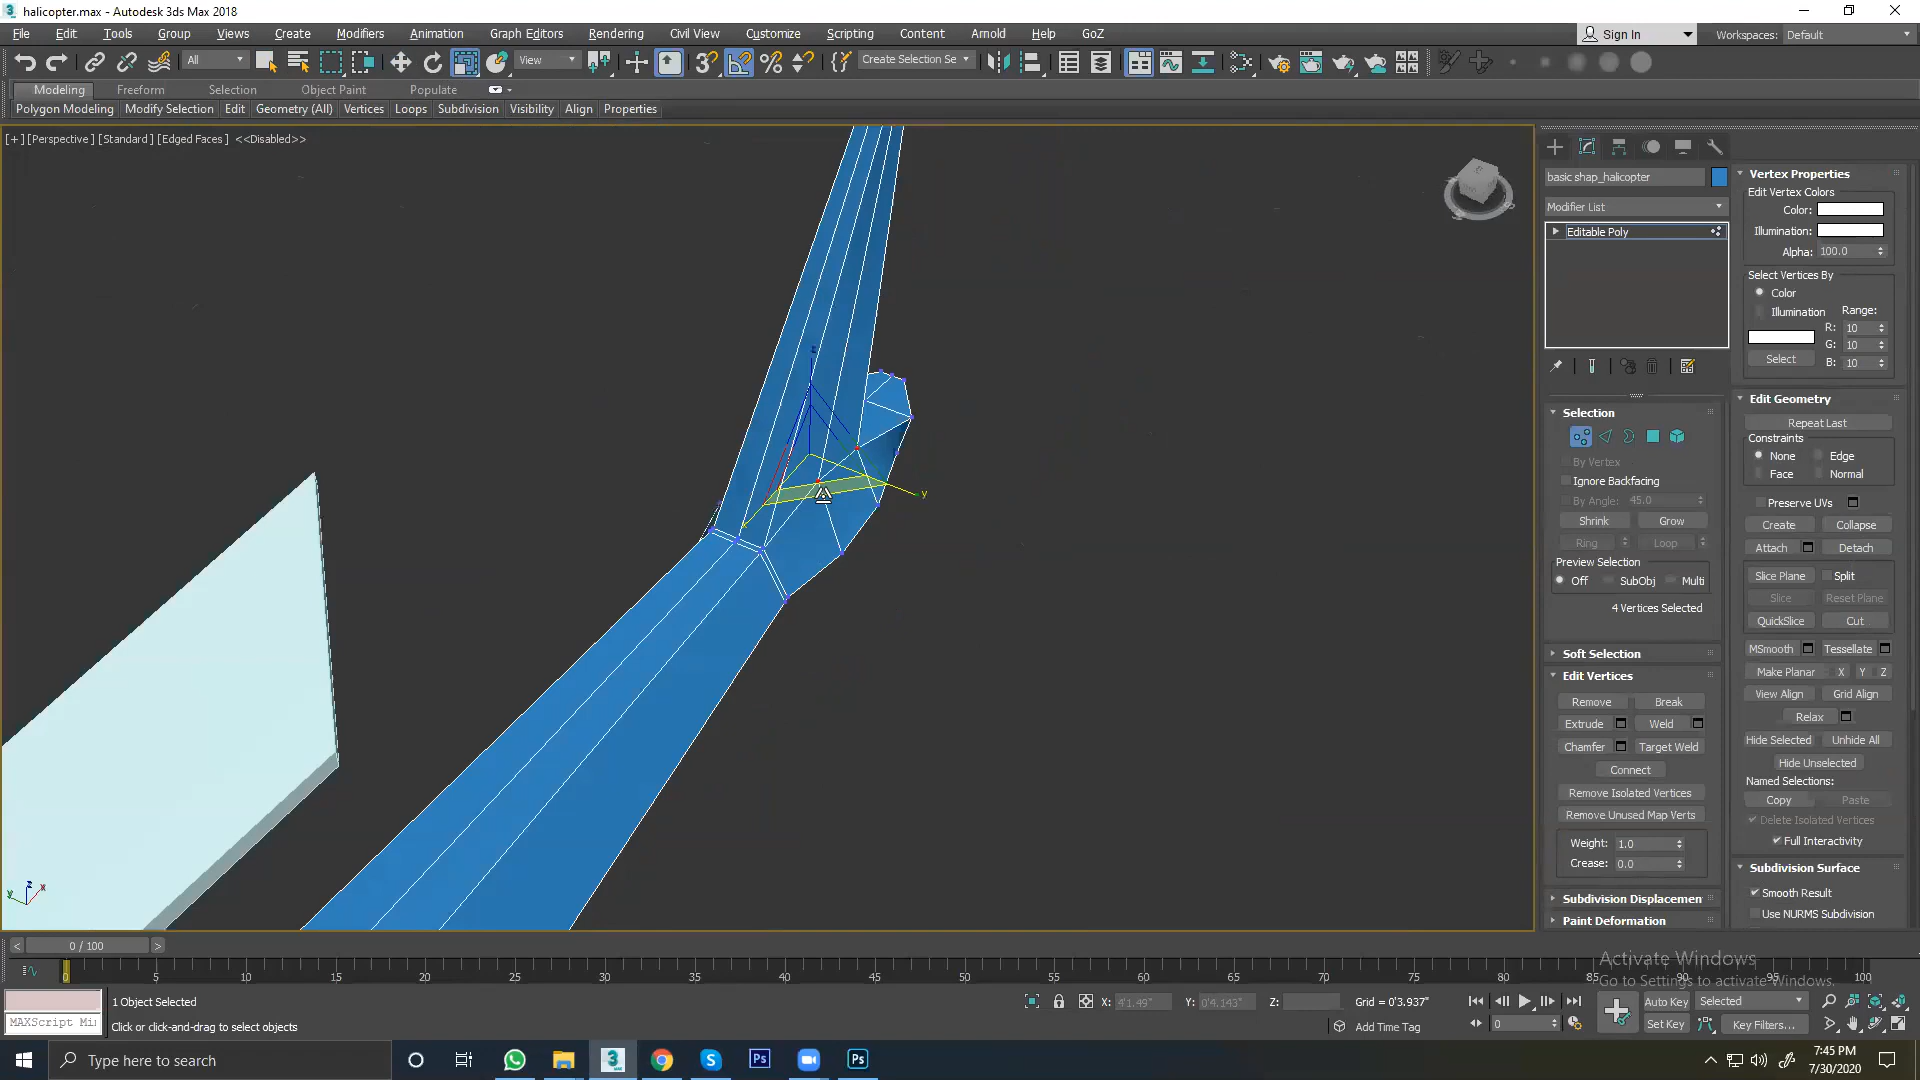 halicopter.max - Autodesk 3ds Max 2018
File Edit Tools Group Views Create Modifiers Animation Graph Editors Rendering Civil View Customize Scripting Content Arnold Help GoZ Sign In Workspaces: Default
All View Create Selection Se
Modeling Freeform Selection Object Paint Populate
Polygon Modeling Modify Selection Edit Geometry (All) Vertices Loops Subdivision Visibility Align Properties
[+] [Perspective] [Standard] [Edged Faces] <<Disabled>>
basic shap_halicopter
Modifier List
Editable Poly
Selection
By Vertex
Ignore Backfacing
By Angle: 45.0
Shrink Grow
Ring Loop
Preview Selection
Off SubObj Multi
4 Vertices Selected
Soft Selection
Edit Vertices
Remove Break
Extrude Weld
Chamfer Target Weld
Connect
Remove Isolated Vertices
Remove Unused Map Verts
Weight: 1.0
Crease: 0.0
Subdivision Displacemen
Paint Deformation
Vertex Properties
Edit Vertex Colors
Color:
Illumination:
Alpha: 100.0
Select Vertices By
Color
Illumination Range:
R: 10
G: 10
Select B: 10
Edit Geometry
Repeat Last
Constraints
None Edge
Face Normal
Preserve UVs
Create Collapse
Attach Detach
Slice Plane Split
Slice Reset Plane
QuickSlice Cut
MSmooth Tessellate
Make Planar X Y Z
View Align Grid Align
Relax
Hide Selected Unhide All
Hide Unselected
Named Selections:
Copy Paste
Delete Isolated Vertices
Full Interactivity
Subdivision Surface
Smooth Result
Use NURMS Subdivision
z
y
y z x
< 0 / 100 >
0 5 10 15 20 25 30 35 40 45 50 55 60 65 70 75 80 85 90 95 100
Activate Windows
Go to Settings to activate Windows.
1 Object Selected X: 4'1.49" Y: 0'4.143" Z: Grid = 0'3.937" Auto Key Selected
MAXScript Mi Click or click-and-drag to select objects Add Time Tag 0 Set Key Key Filters...
Type here to search
7:45 PM
7/30/2020